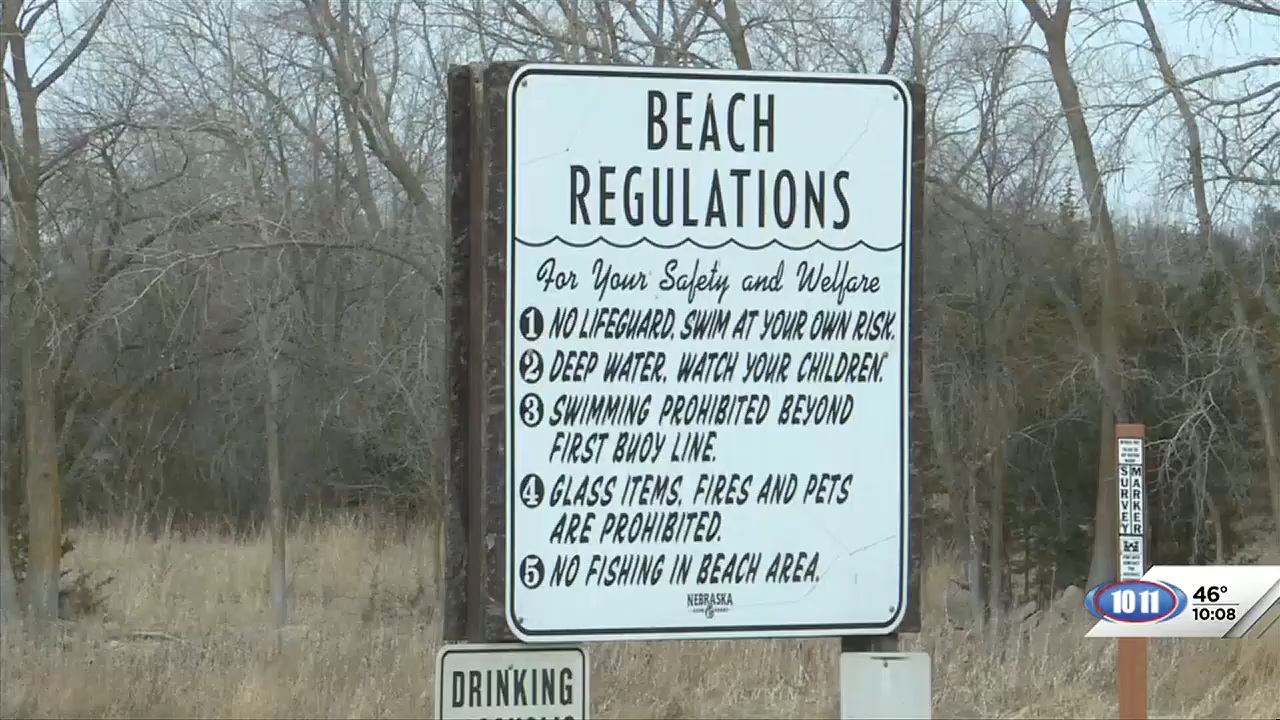 BEACH
REGULATIONS
For Your Safety and Welfare
1 NO LIFEGUARD, SWIM AT YOUR OWN RISK.
2 DEEP WATER, WATCH YOUR CHILDREN.
3 SWIMMING PROHIBITED BEYOND
FIRST BUOY LINE.
4 GLASS ITEMS, FIRES AND PETS
ARE PROHIBITED.
5 NO FISHING IN BEACH AREA.
NEBRASKA
DRINKING
SURVEY
MARKER
10 11
46°
10:08